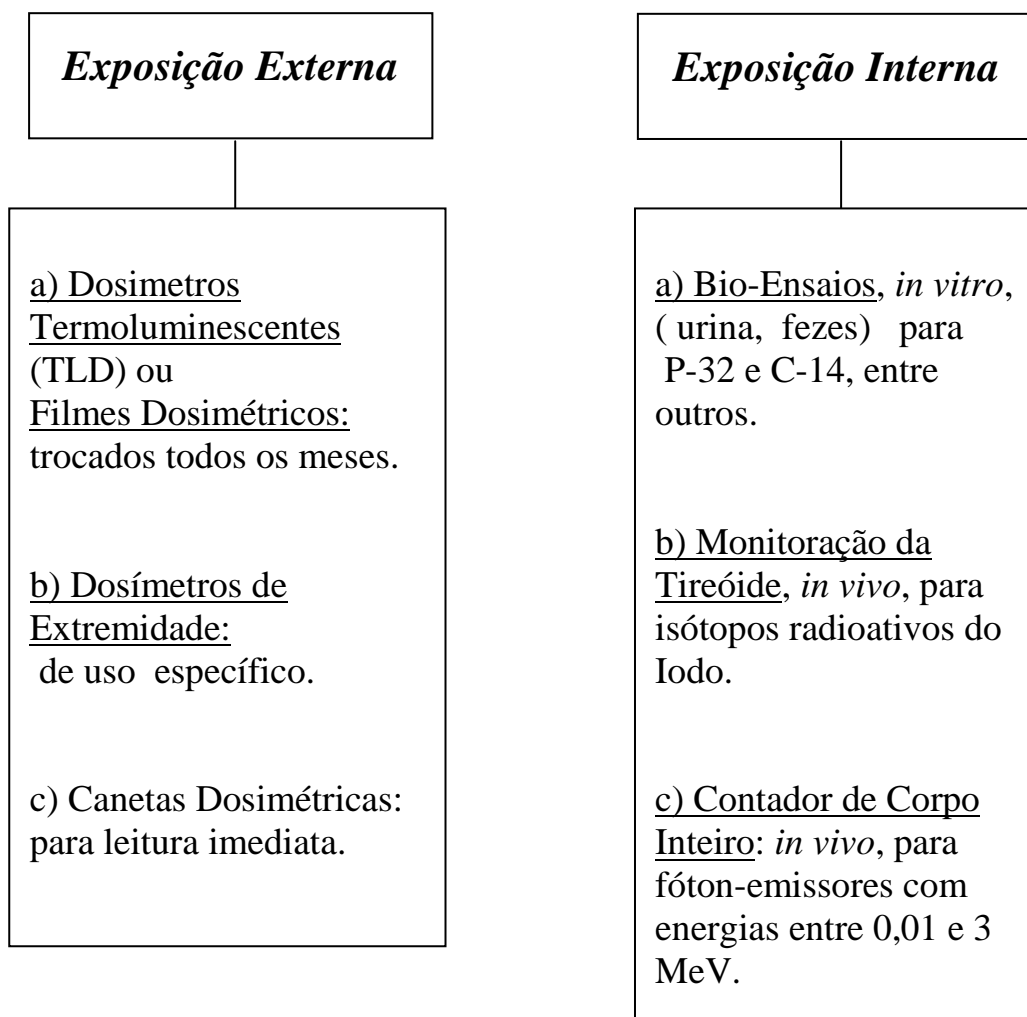 Exposição Externa
a) Dosimetros
Termoluminescentes
(TLD) ou
Filmes Dosimétricos:
trocados todos os meses.
b) Dosímetros de
Extremidade:
de uso específico.
c) Canetas Dosimétricas:
para leitura imediata.
Exposição Interna
a) Bio-Ensaios, in vitro,
( urina, fezes) para
P-32 e C-14, entre
outros.
b) Monitoração da
Tireóide, in vivo, para
isótopos radioativos do
Iodo.
c) Contador de Corpo
Inteiro: in vivo, para
fóton-emissores com
energias entre 0,01 e 3
MeV.